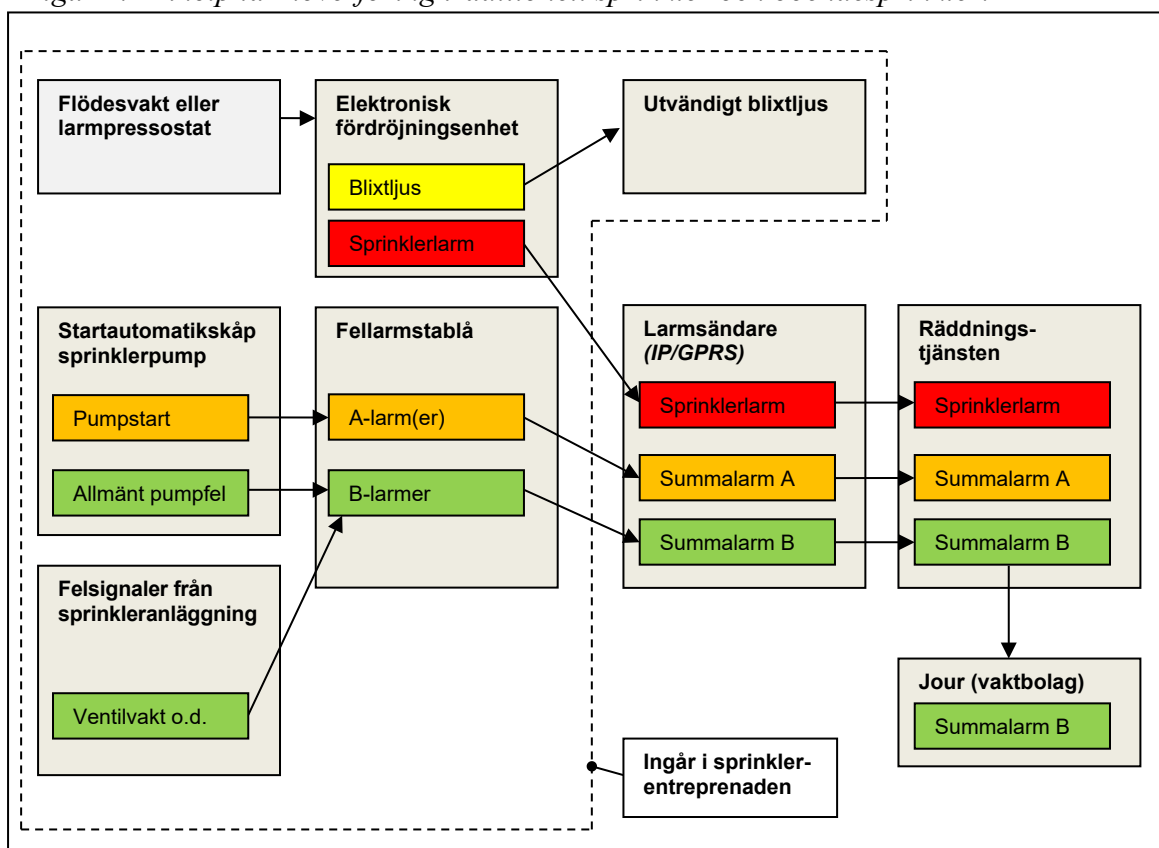 Flödesvakt eller
larmpressostat
Elektronisk
fördröjningsenhet
Blixtljus
Sprinklerlarm
Utvändigt blixtljus
Startautomatikskåp
sprinklerpump
Pumpstart
Allmänt pumpfel
Fellarmstablå
A-larm(er)
B-larmer
Larmsändare
(IP/GPRS)
Sprinklerlarm
Summalarm A
Summalarm B
Räddnings-
tjänsten
Sprinklerlarm
Summalarm A
Summalarm B
Felsignaler från
sprinkleranläggning
Ventilvakt o.d.
Jour (vaktbolag)
Summalarm B
Ingår i sprinkler-
entreprenaden